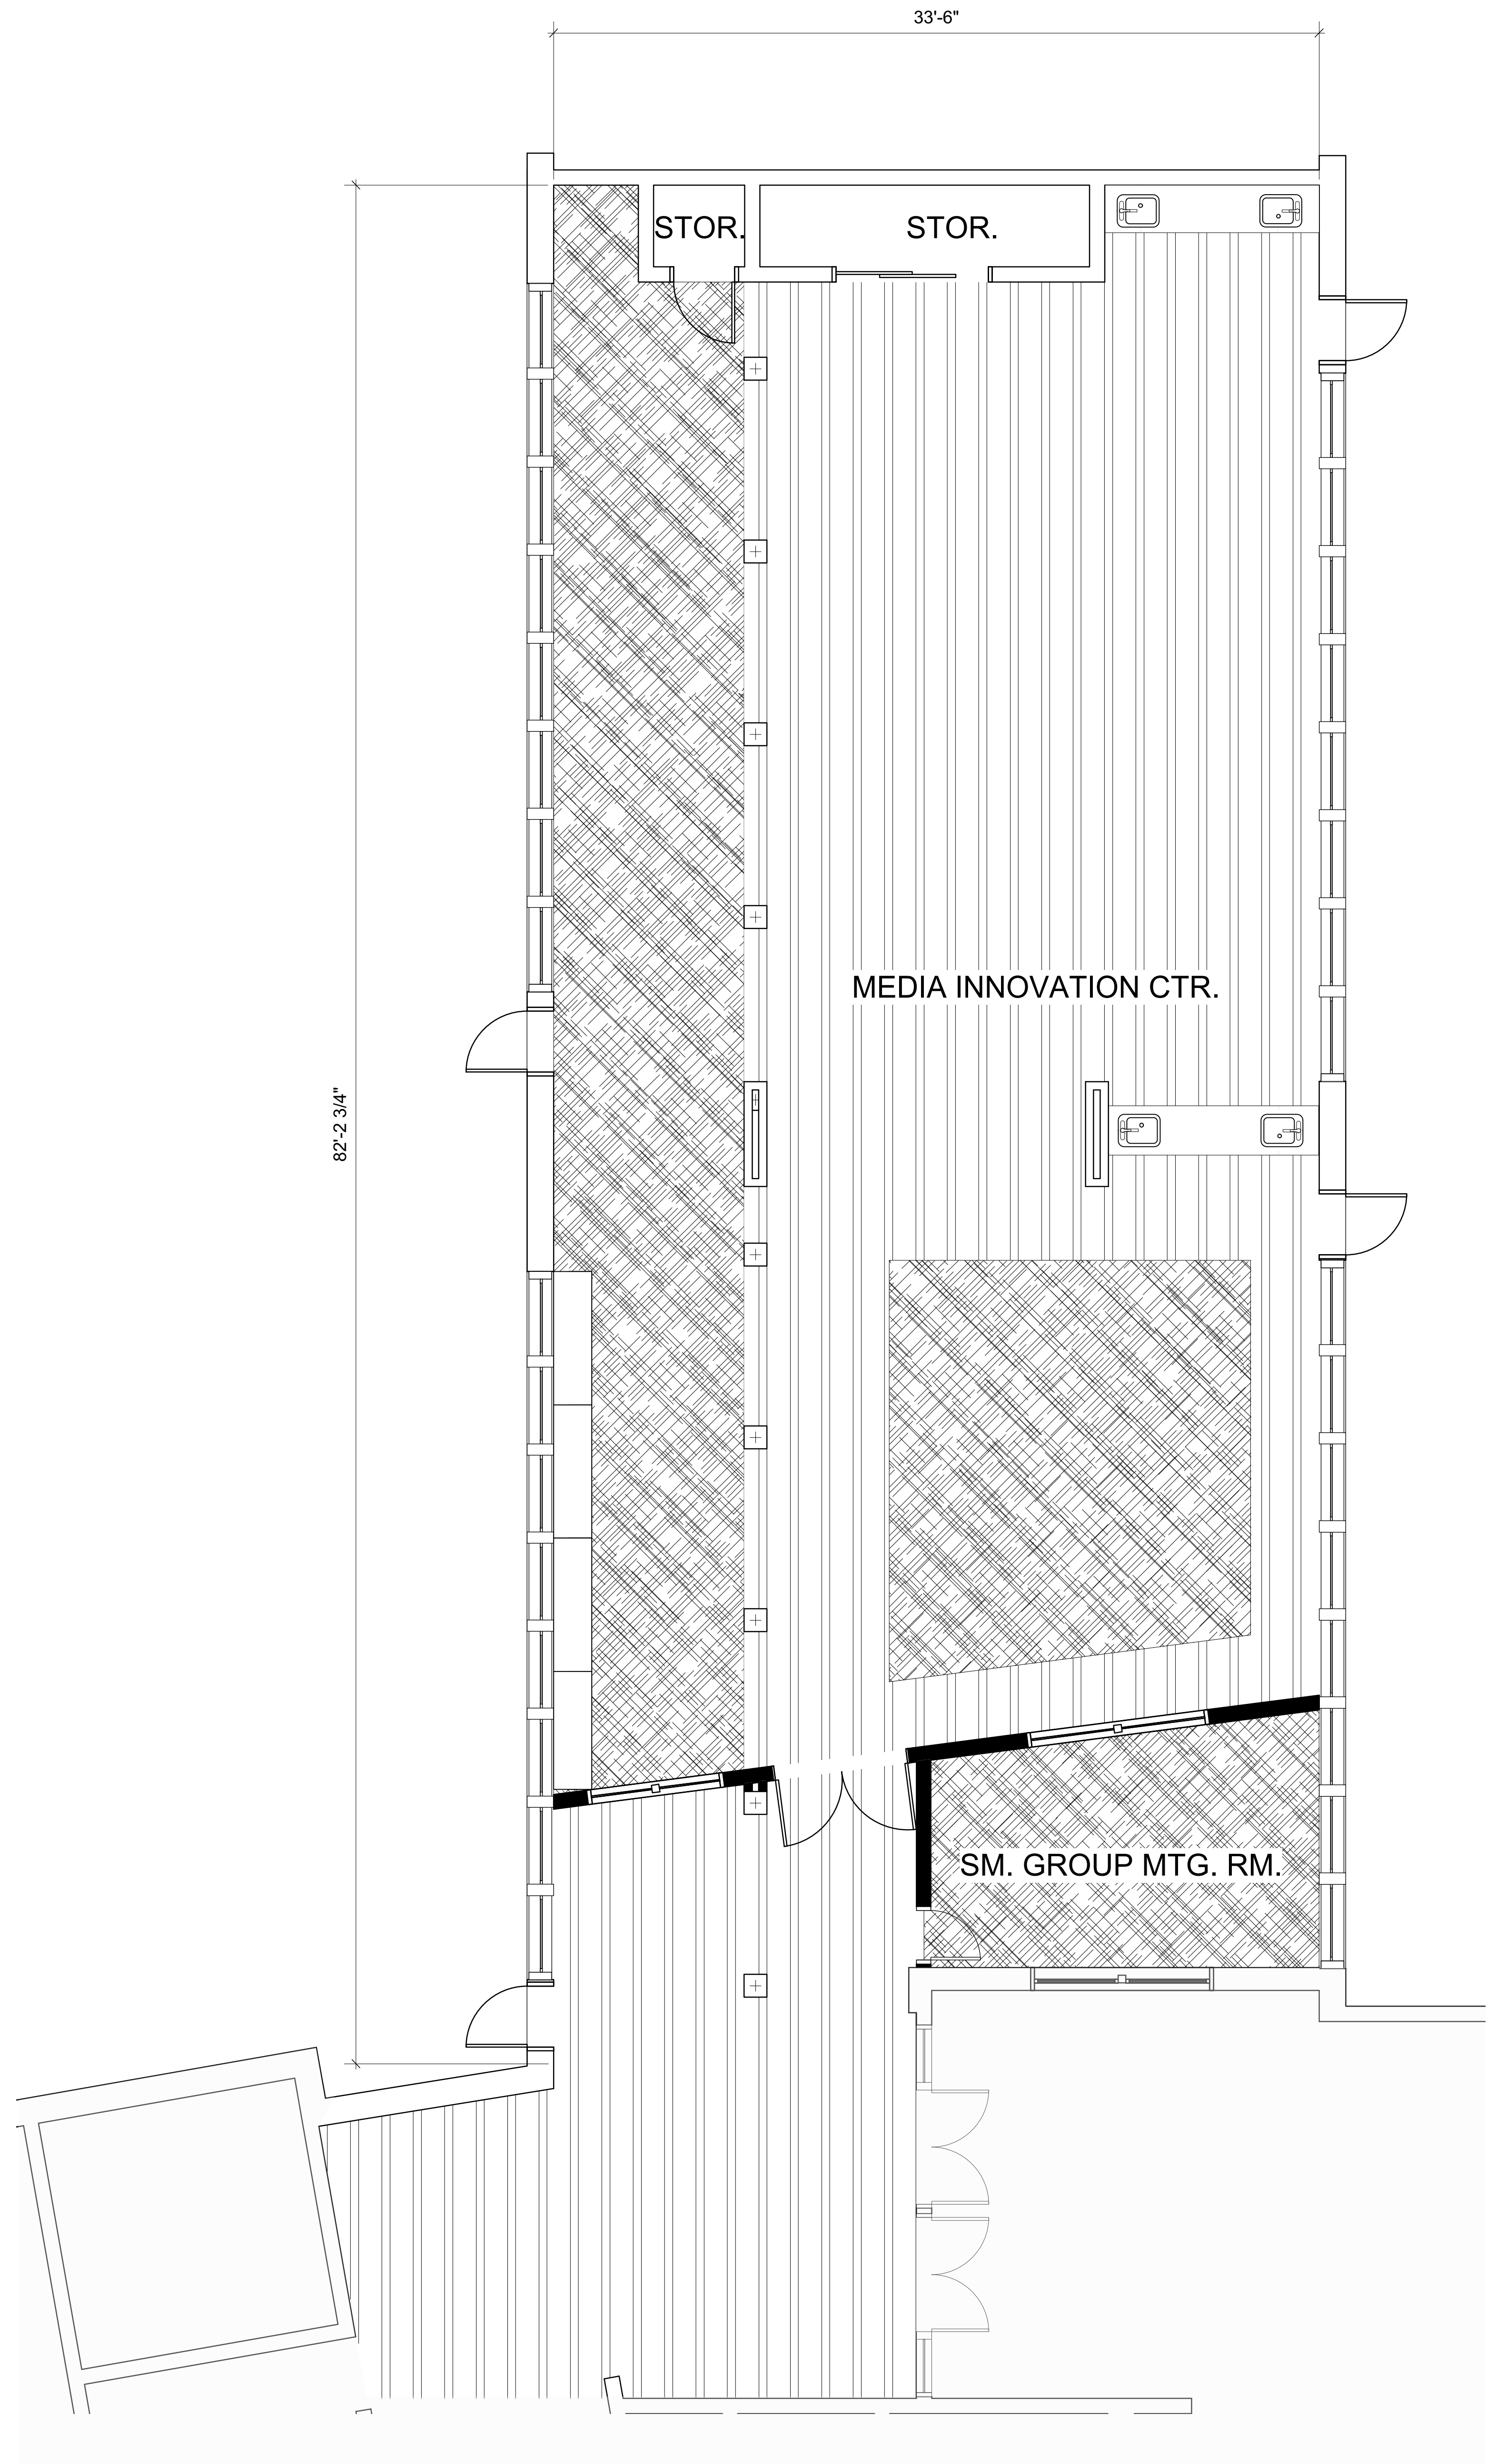 33'-6"
STOR.
STOR.
MEDIA INNOVATION CTR.
82'-2 3/4"
SM. GROUP MTG. RM.